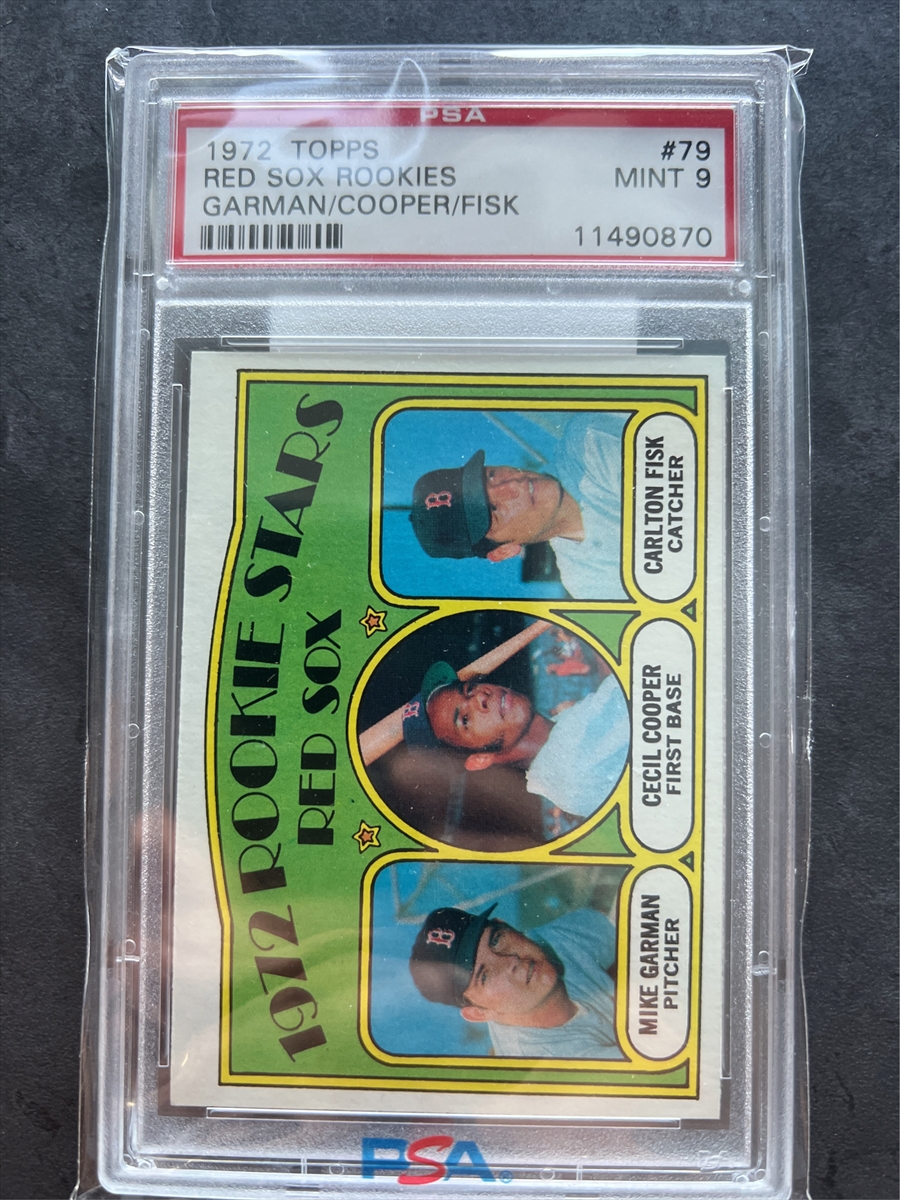 PSA
1972 TOPPS #79
RED SOX ROOKIES MINT 9
GARMAN/COOPER/FISK
11490870
1972 ROOKIE STARS
RED SOX
MIKE GARMAN
PITCHER
CECIL COOPER
FIRST BASE
CARLTON FISK
CATCHER
B
B
B
PSA